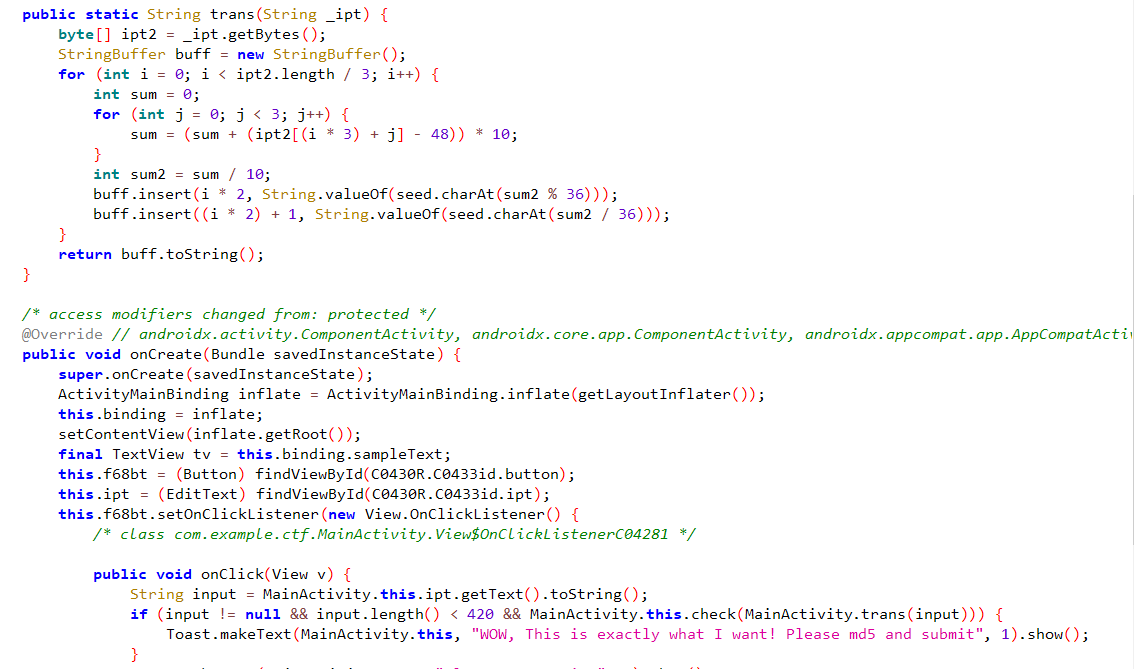 public static String trans(String _ipt) {
    byte[] ipt2 = _ipt.getBytes();
    StringBuffer buff = new StringBuffer();
    for (int i = 0; i < ipt2.length / 3; i++) {
        int sum = 0;
        for (int j = 0; j < 3; j++) {
            sum = (sum + (ipt2[(i * 3) + j] - 48)) * 10;
        }
        int sum2 = sum / 10;
        buff.insert(i * 2, String.valueOf(seed.charAt(sum2 % 36)));
        buff.insert((i * 2) + 1, String.valueOf(seed.charAt(sum2 / 36)));
    }
    return buff.toString();
}
/* access modifiers changed from: protected */
@Override // androidx.activity.ComponentActivity, androidx.core.app.ComponentActivity, androidx.appcompat.app.AppCompatActiv
public void onCreate(Bundle savedInstanceState) {
    super.onCreate(savedInstanceState);
    ActivityMainBinding inflate = ActivityMainBinding.inflate(getLayoutInflater());
    this.binding = inflate;
    setContentView(inflate.getRoot());
    final TextView tv = this.binding.sampleText;
    this.f68bt = (Button) findViewById(C0430R.C0433id.button);
    this.ipt = (EditText) findViewById(C0430R.C0433id.ipt);
    this.f68bt.setOnClickListener(new View.OnClickListener() {
        /* class com.example.ctf.MainActivity.View$OnClickListenerC04281 */
        public void onClick(View v) {
            String input = MainActivity.this.ipt.getText().toString();
            if (input != null && input.length() < 420 && MainActivity.this.check(MainActivity.trans(input))) {
                Toast.makeText(MainActivity.this, "WOW, This is exactly what I want! Please md5 and submit", 1).show();
            }